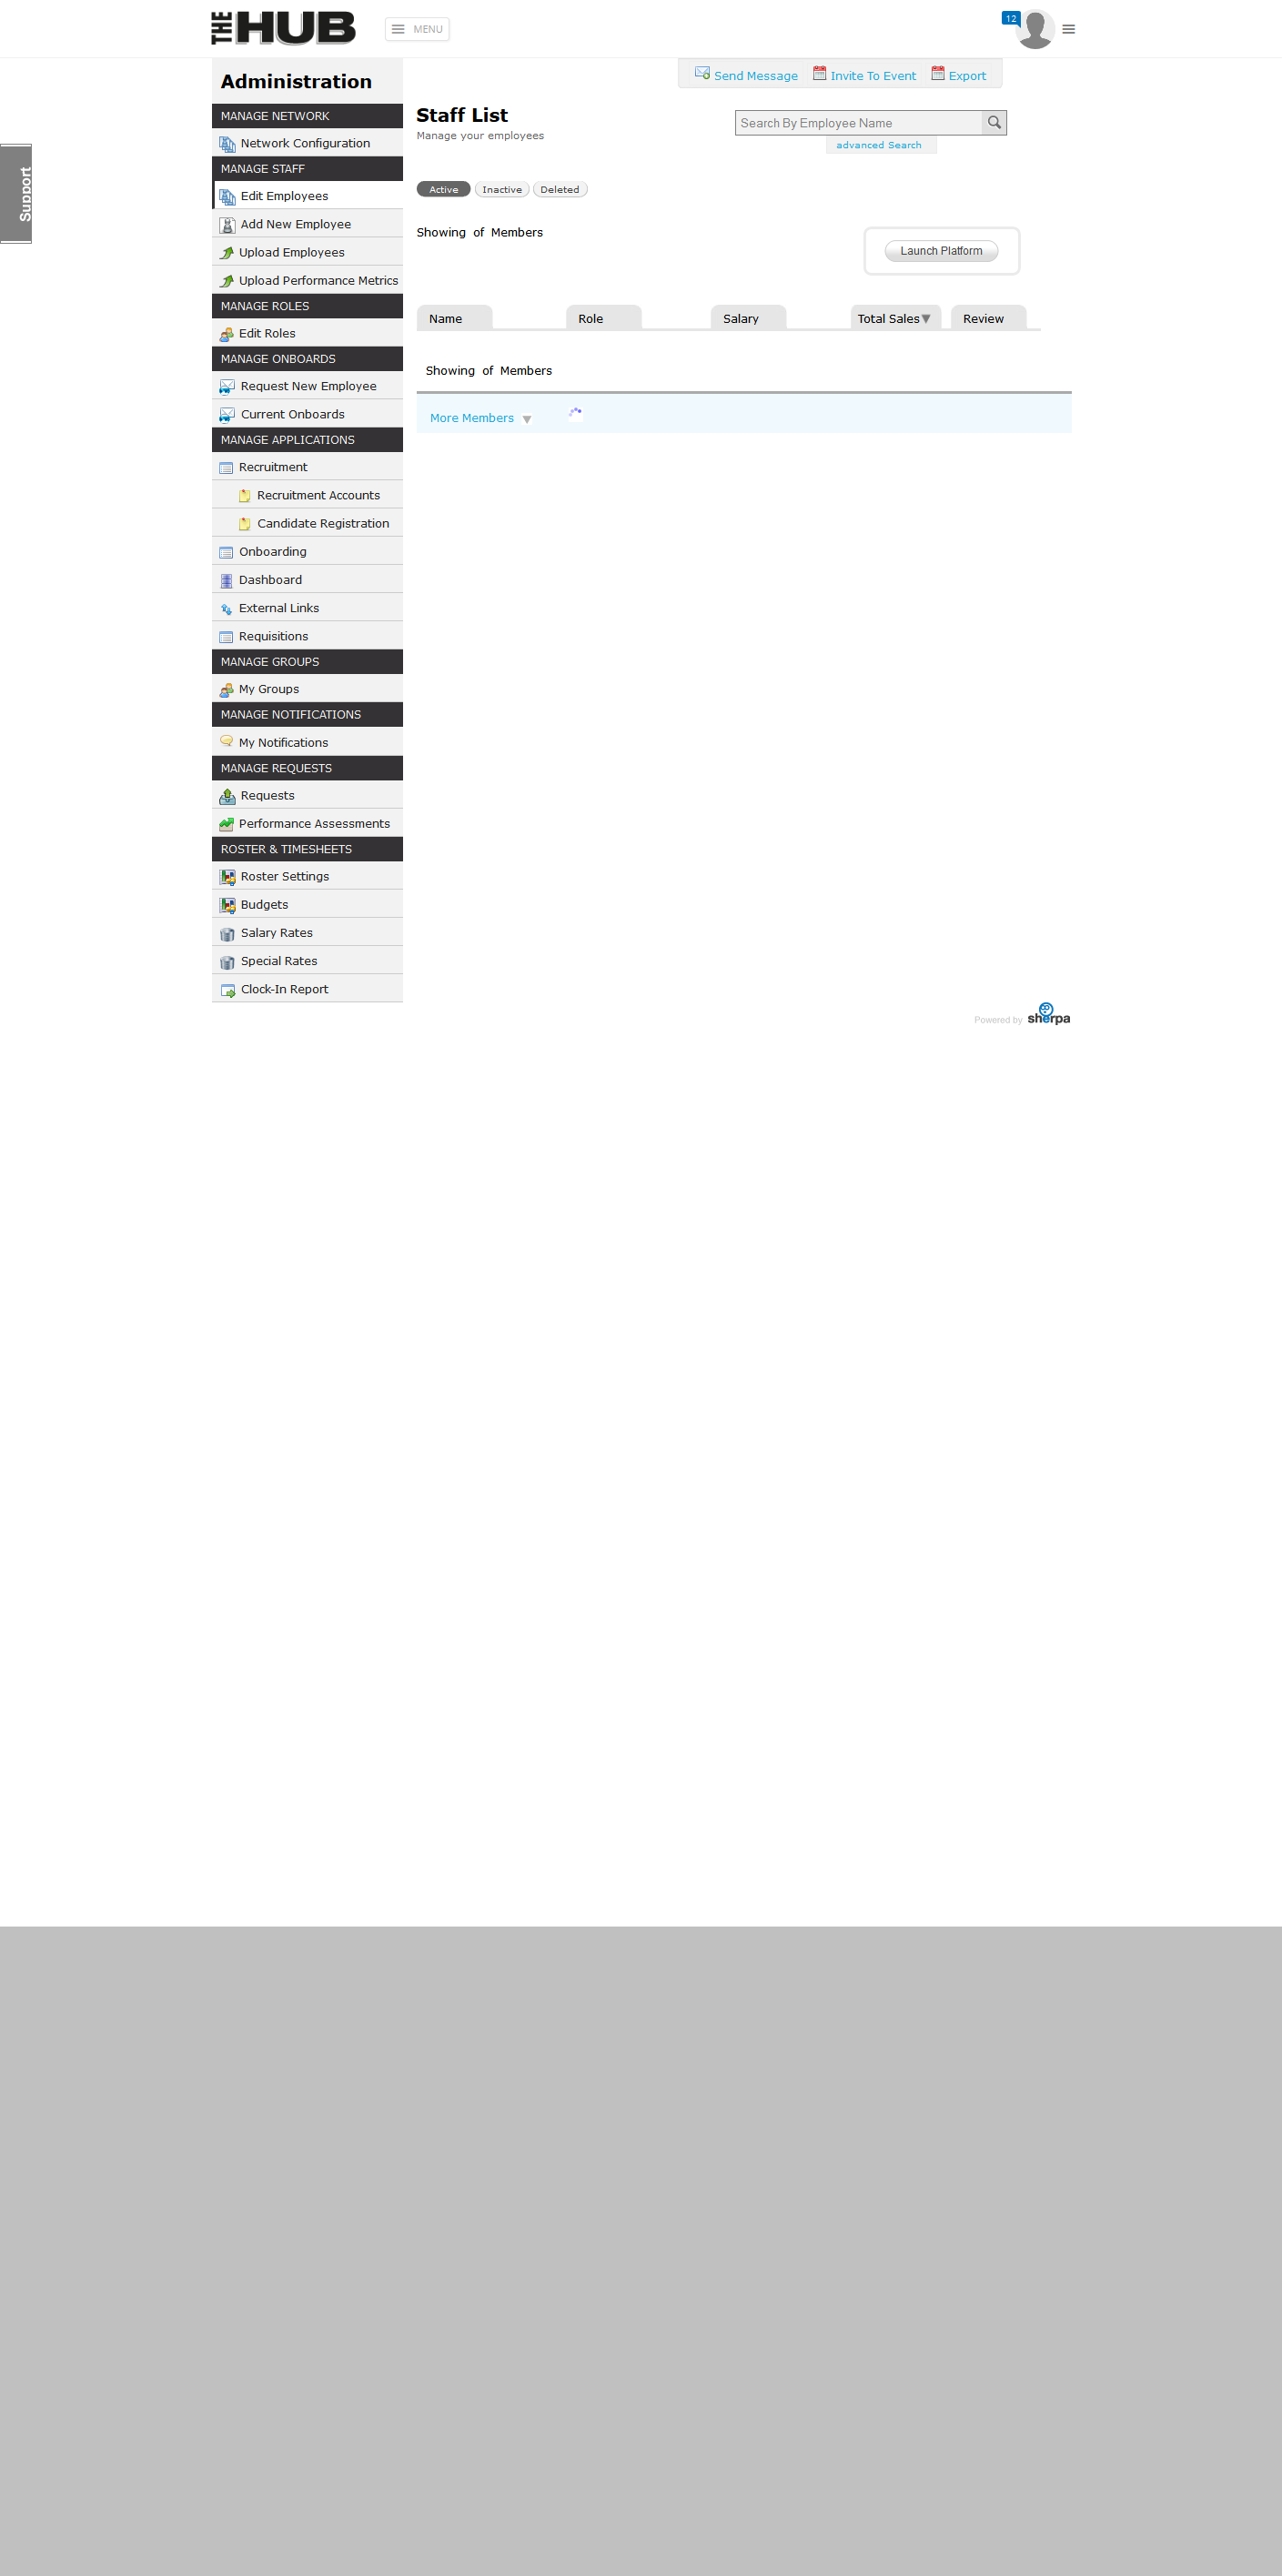 THE HUB
MENU
12
Support
Administration
MANAGE NETWORK
Network Configuration
MANAGE STAFF
Edit Employees
Add New Employee
Upload Employees
Upload Performance Metrics
MANAGE ROLES
Edit Roles
MANAGE ONBOARDS
Request New Employee
Current Onboards
MANAGE APPLICATIONS
Recruitment
Recruitment Accounts
Candidate Registration
Onboarding
Dashboard
External Links
Requisitions
MANAGE GROUPS
My Groups
MANAGE NOTIFICATIONS
My Notifications
MANAGE REQUESTS
Requests
Performance Assessments
ROSTER & TIMESHEETS
Roster Settings
Budgets
Salary Rates
Special Rates
Clock-In Report
Send Message Invite To Event Export
Staff List
Manage your employees
Search By Employee Name
advanced Search
Active Inactive Deleted
Showing of Members
Launch Platform
Name Role Salary Total Sales Review
Showing of Members
More Members
Powered by sherpa